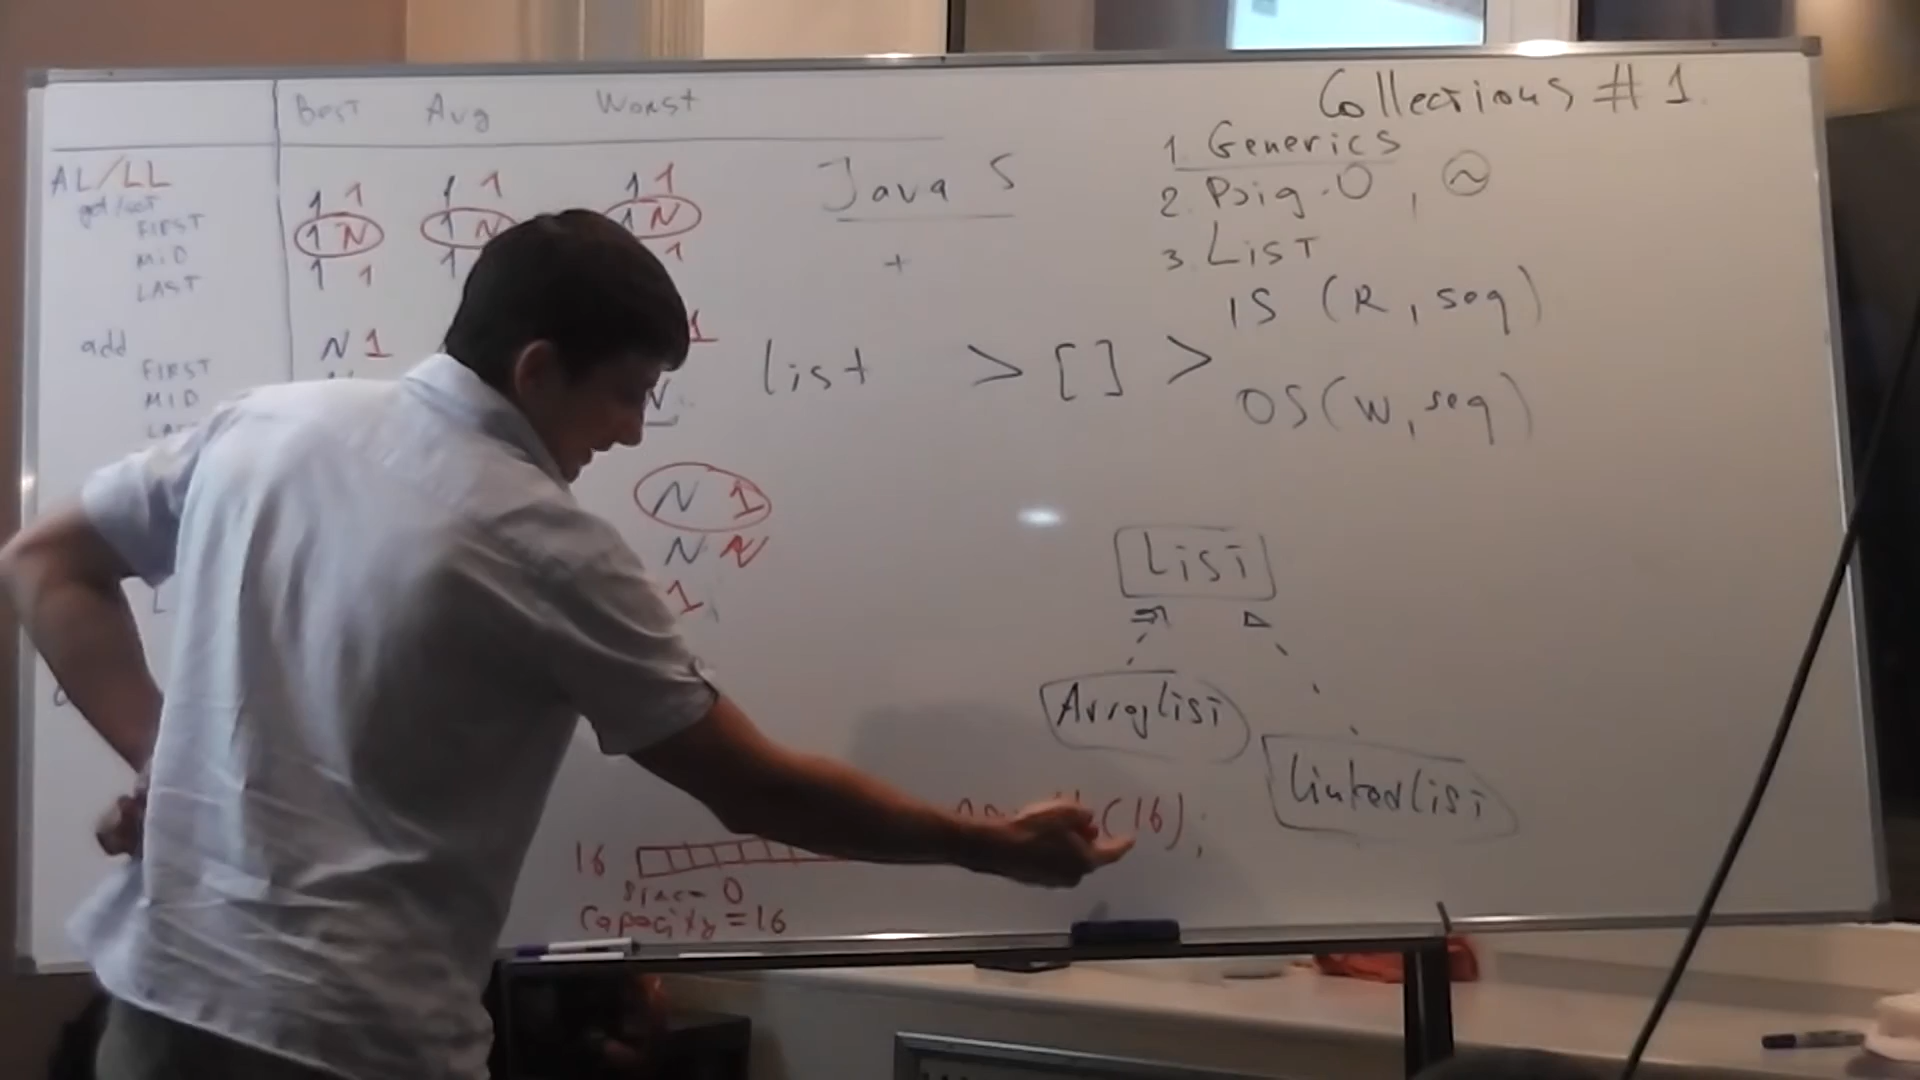 Collections #1
Best Avg Worst
1 Generics
AL/LL
1 1 1 1 1 1
Java 5
2 Big-O, ~
get/set
FIRST
1 N 1 N 1 N
MID
3 List
+
LAST
1 1 1 1
IS (R, seq)
add
N 1 1
FIRST
list > [ ] >
MID
OS (W, seq)
N 1
N N
List
1
ArrayList
LinkedList
(16);
16
size = 0
capacity = 16